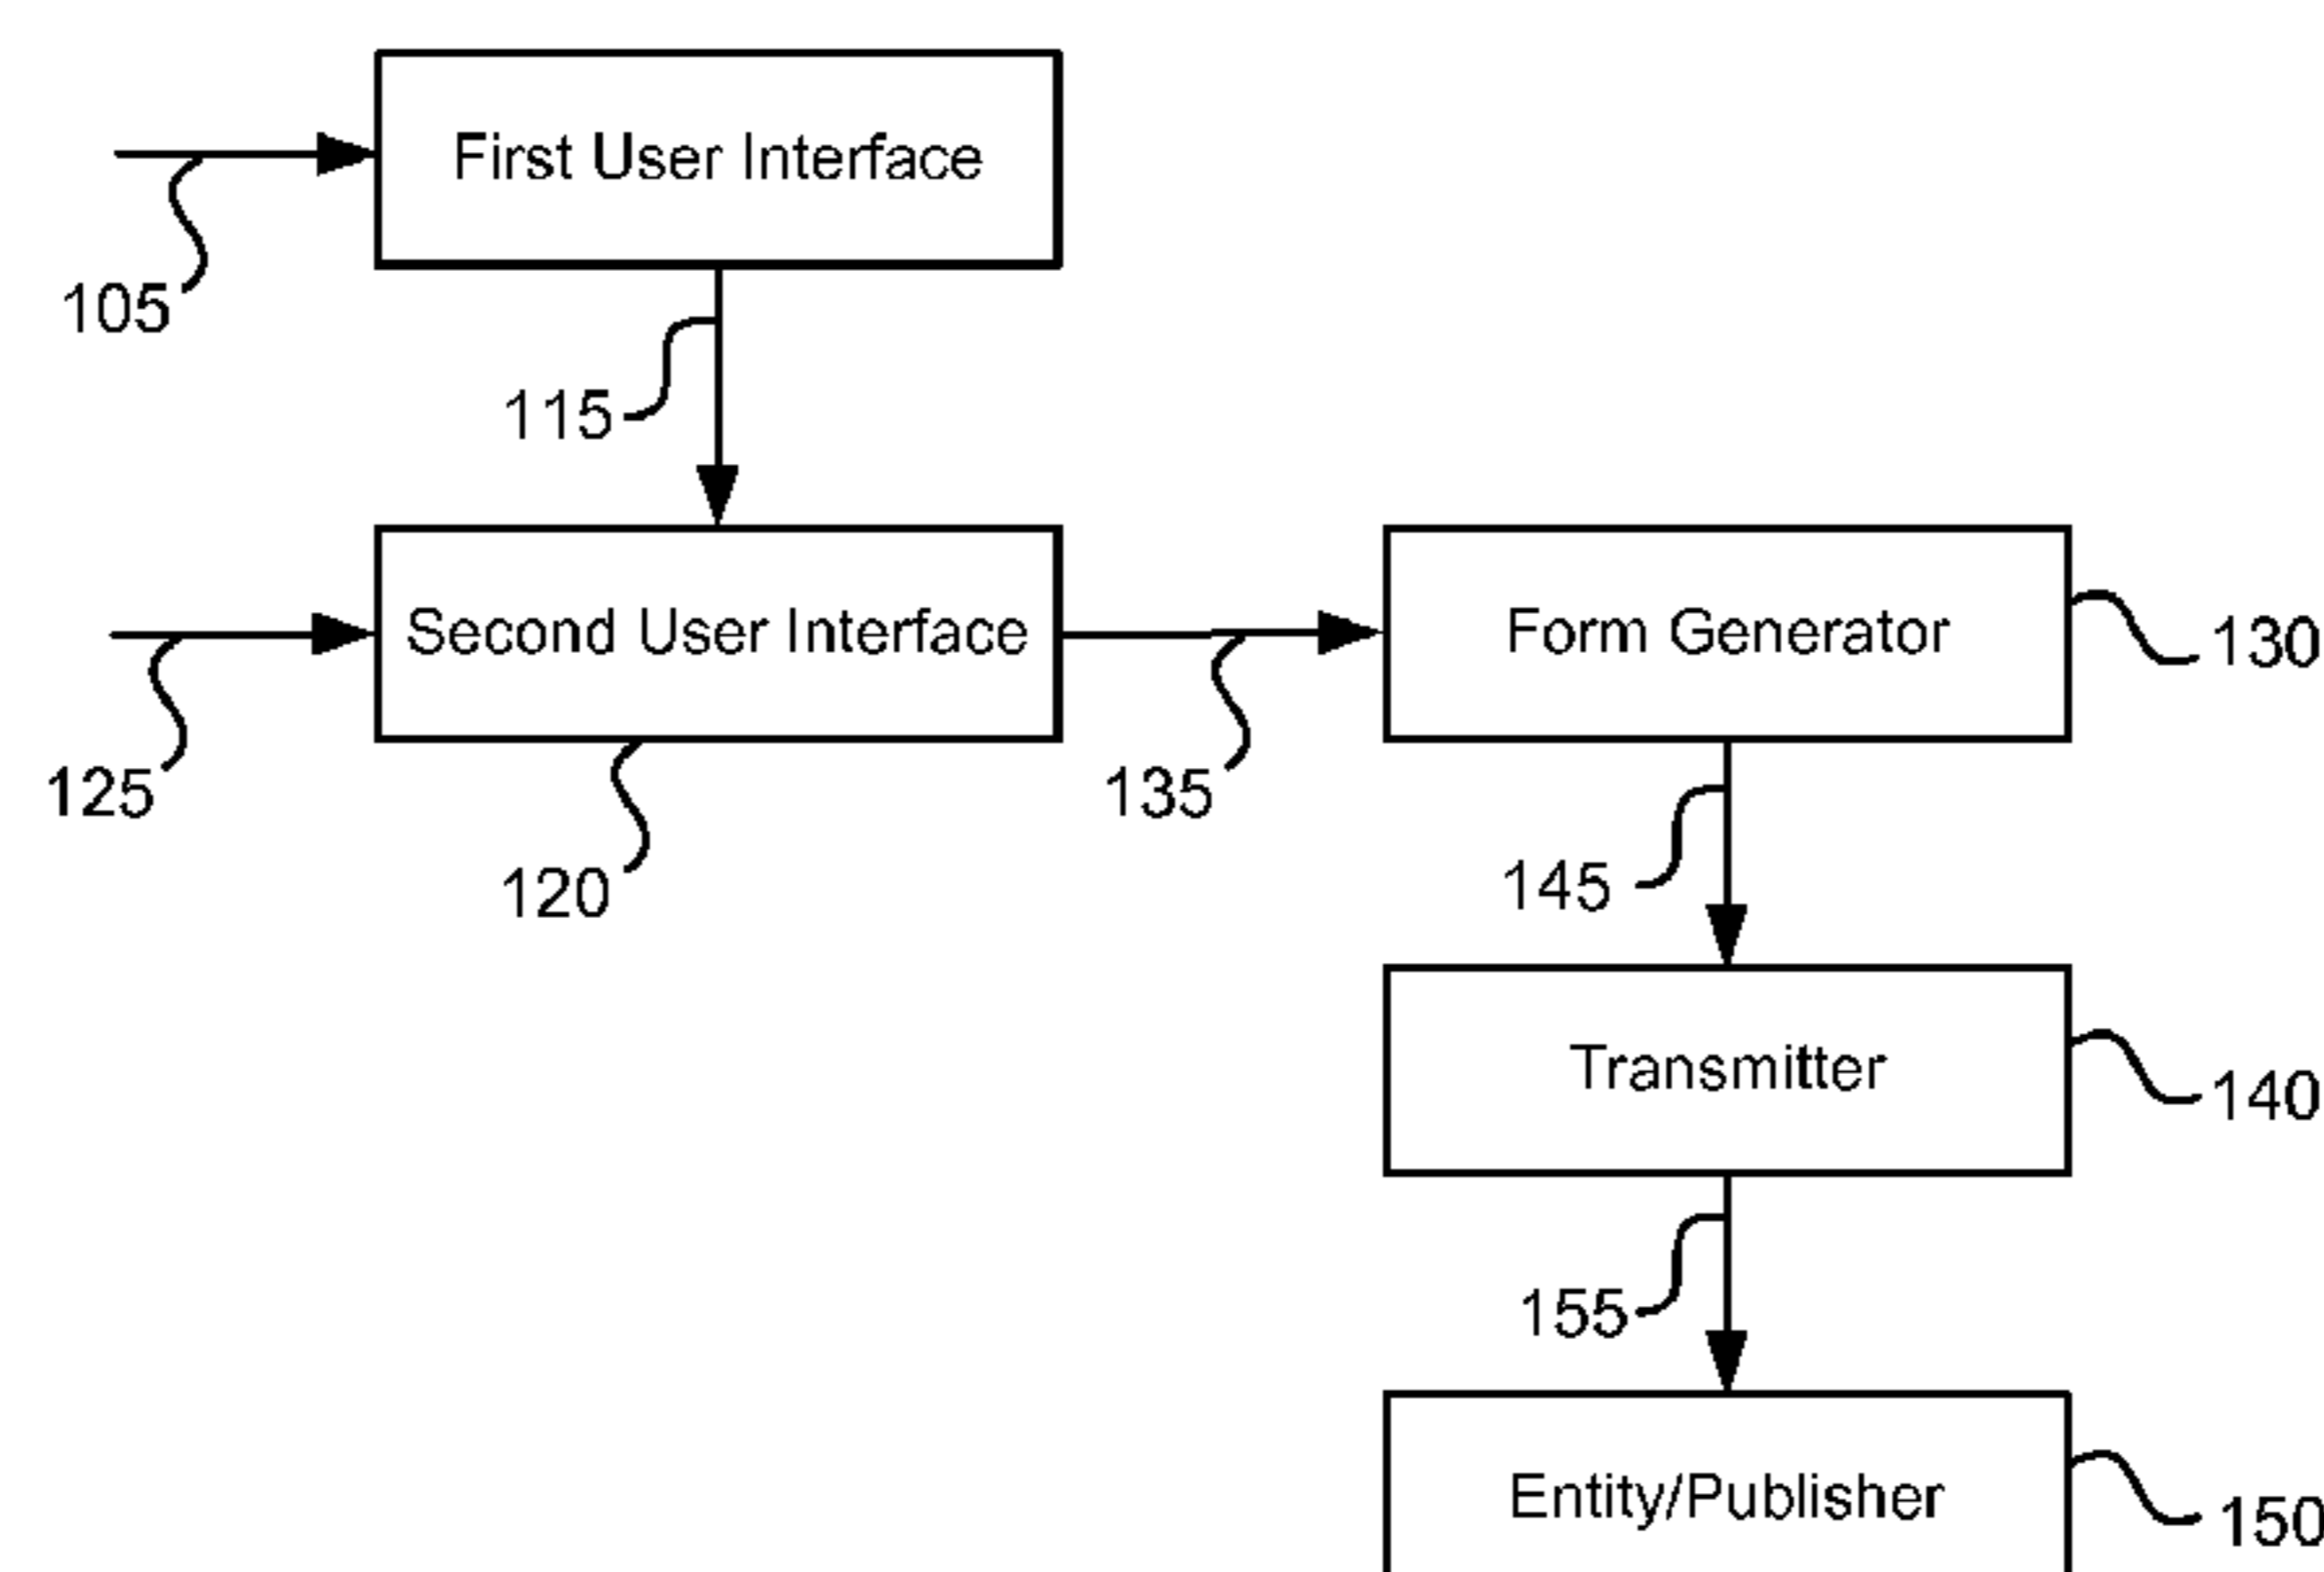 First User Interface
105
115
Second User Interface
Form Generator
130
125
135
120
145
Transmitter
140
155
Entity/Publisher
150